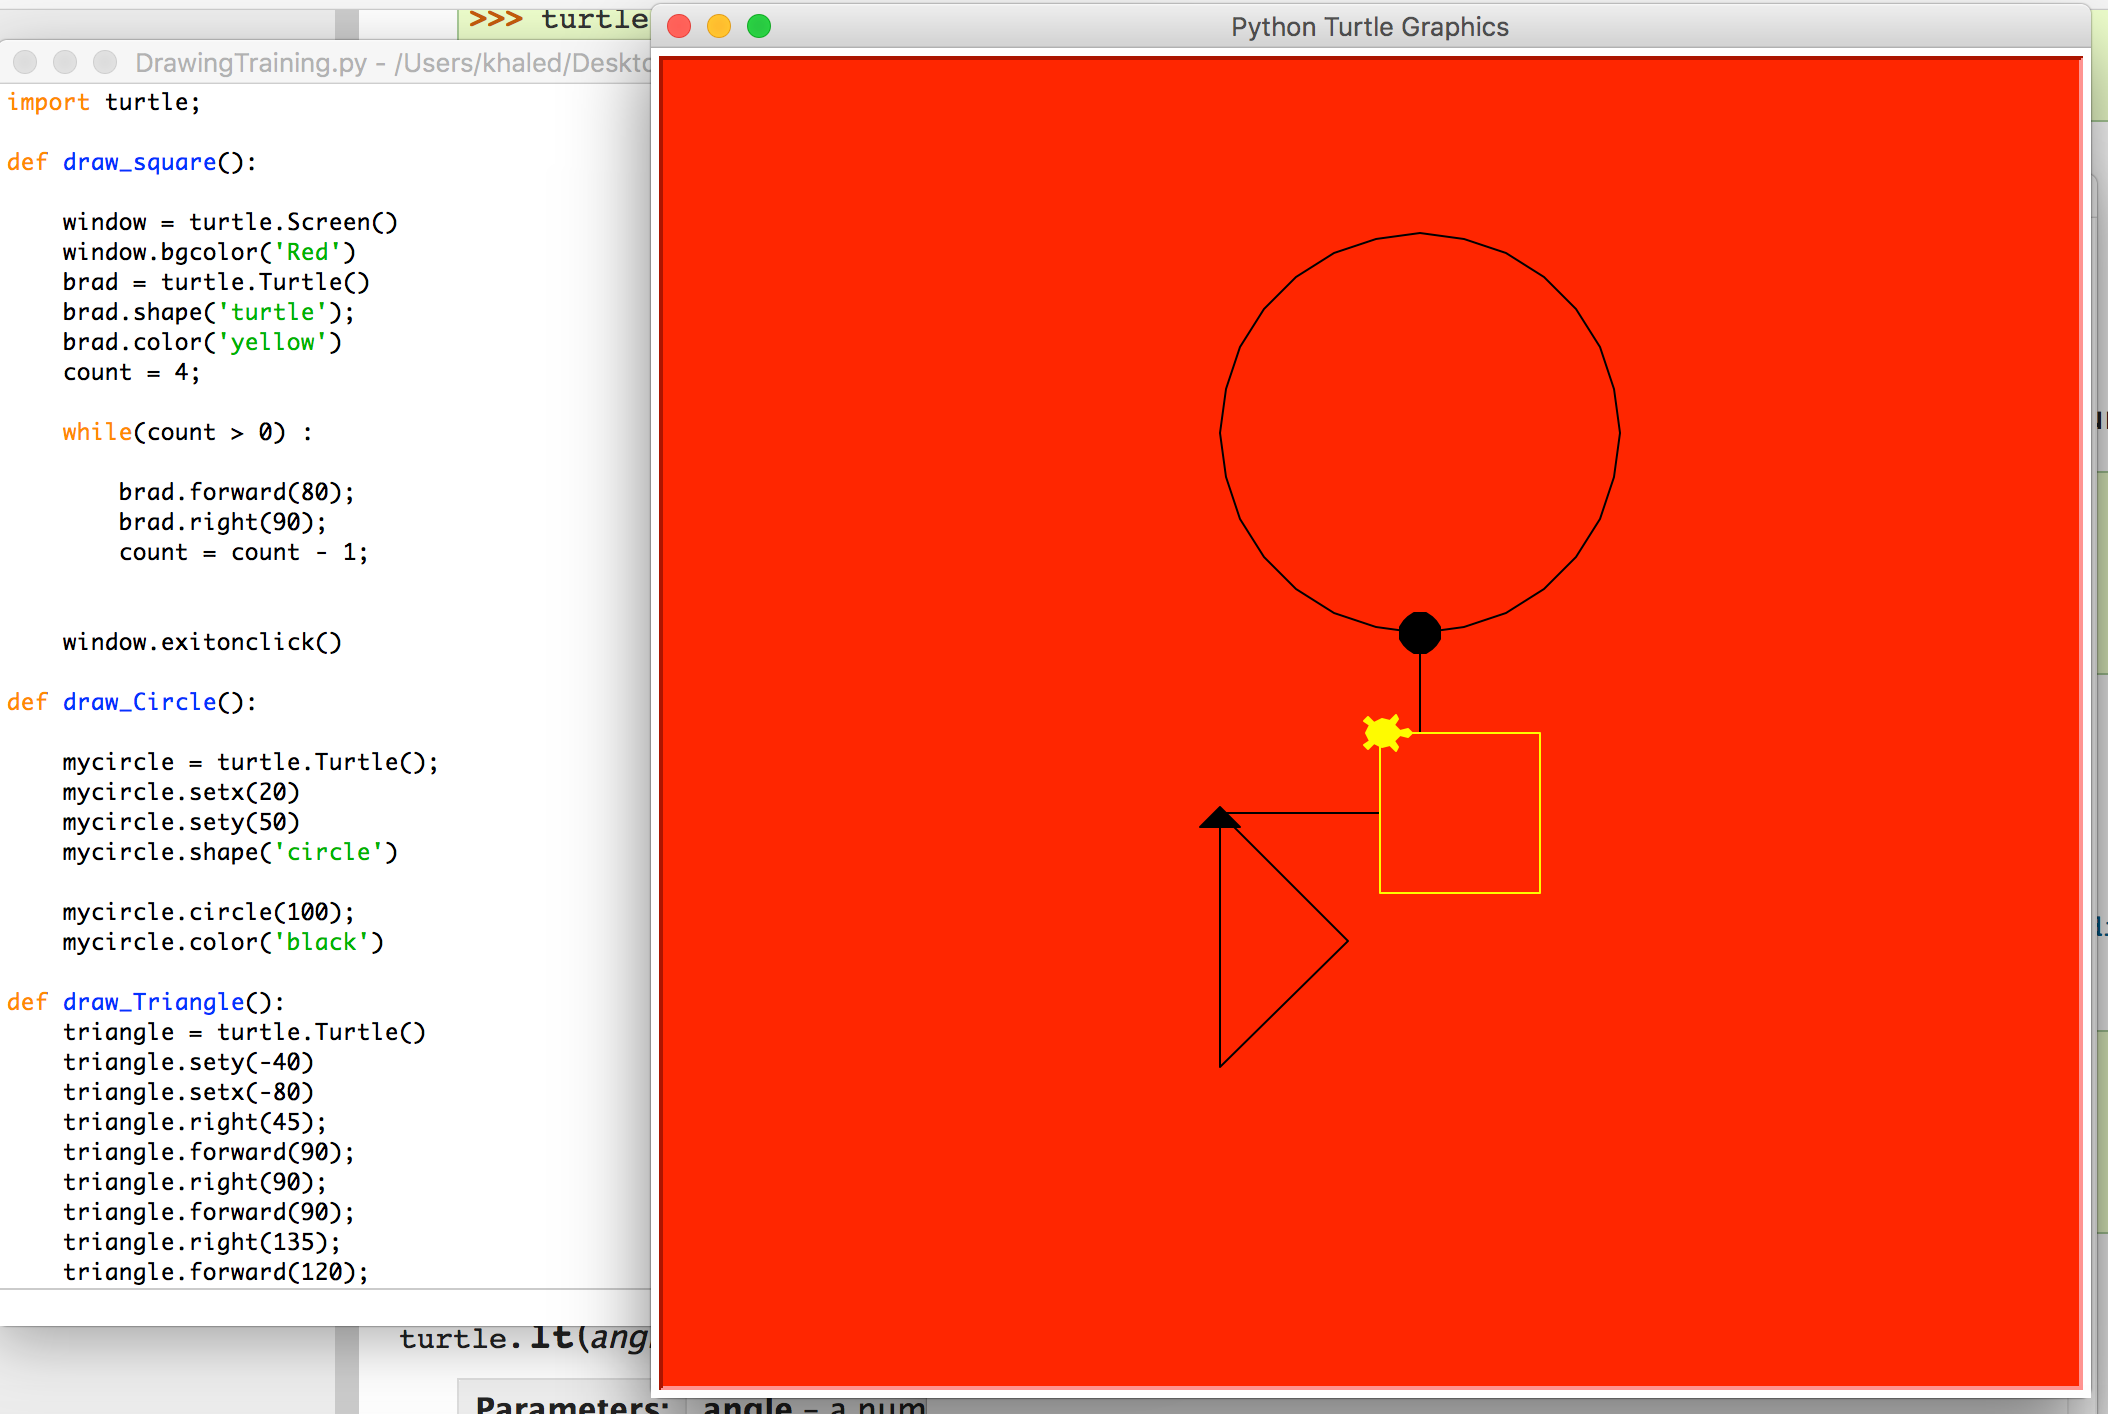 >>> turtle
Python Turtle Graphics
DrawingTraining.py - /Users/khaled/Deskto
import turtle;
def draw_square():
window = turtle.Screen()
window.bgcolor('Red')
brad = turtle.Turtle()
brad.shape('turtle');
brad.color('yellow')
count = 4;
while(count > 0) :
brad.forward(80);
brad.right(90);
count = count - 1;
window.exitonclick()
def draw_Circle():
mycircle = turtle.Turtle();
mycircle.setx(20)
mycircle.sety(50)
mycircle.shape('circle')
mycircle.circle(100);
mycircle.color('black')
def draw_Triangle():
triangle = turtle.Turtle()
triangle.sety(-40)
triangle.setx(-80)
triangle.right(45);
triangle.forward(90);
triangle.right(90);
triangle.forward(90);
triangle.right(135);
triangle.forward(120);
turtle.lt(ang
Parameters: angle – a num